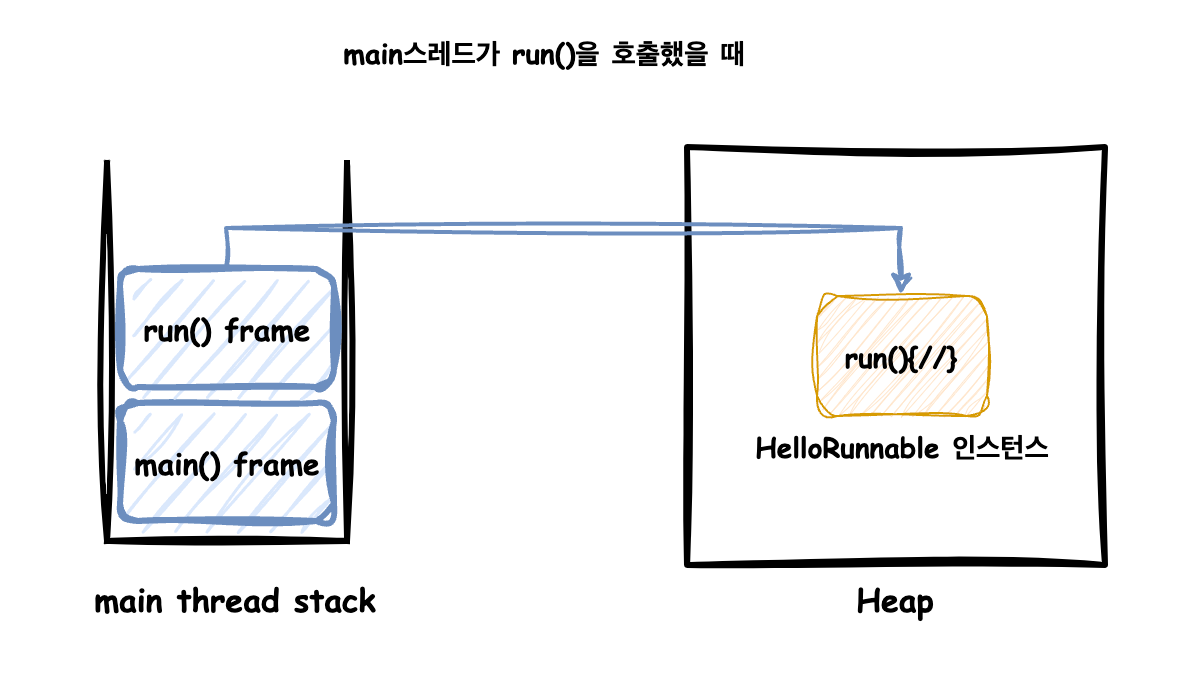 main스레드가 run()을 호출했을 때
run() frame
main() frame
run(){//}
HelloRunnable 인스턴스
main thread stack
Heap